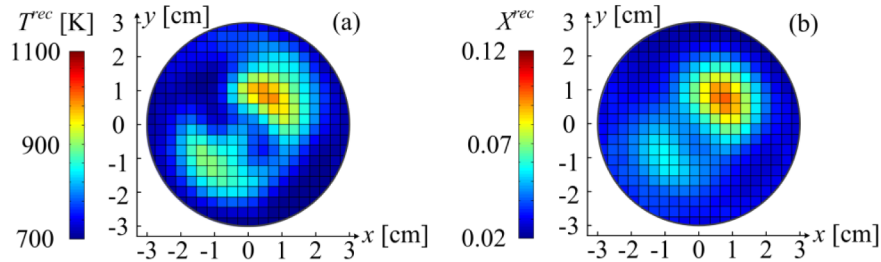 T^rec [K]
1100
900
700
y [cm]
(a)
3
2
1
0
-1
-2
-3
-3 -2 -1 0 1 2 3
x [cm]
X^rec
0.12
0.07
0.02
y [cm]
(b)
3
2
1
0
-1
-2
-3
-3 -2 -1 0 1 2 3
x [cm]